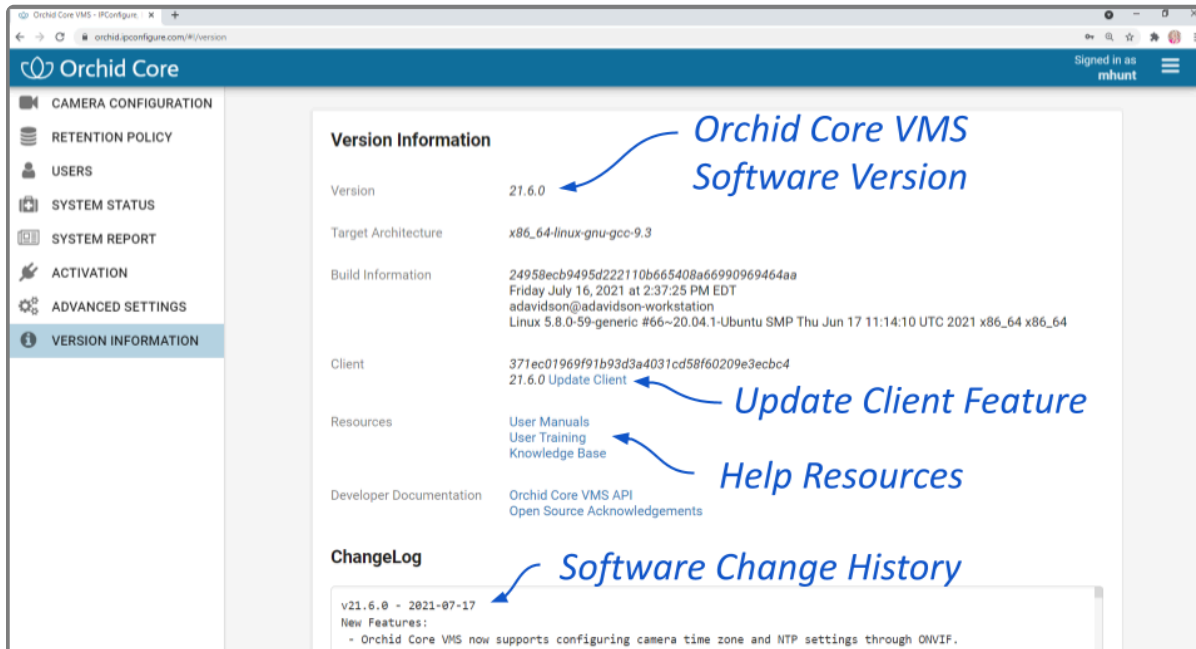 Orchid Core VMS - IPConfigure,
orchid.ipconfigure.com/#!/version
Orchid Core
Signed in as
mhunt
CAMERA CONFIGURATION
RETENTION POLICY
USERS
SYSTEM STATUS
SYSTEM REPORT
ACTIVATION
ADVANCED SETTINGS
VERSION INFORMATION
Version Information
Orchid Core VMS
Software Version
Version 21.6.0
Target Architecture x86_64-linux-gnu-gcc-9.3
Build Information 24958ecb9495d222110b665408a66990969464aa
Friday July 16, 2021 at 2:37:25 PM EDT
adavidson@adavidson-workstation
Linux 5.8.0-59-generic #66~20.04.1-Ubuntu SMP Thu Jun 17 11:14:10 UTC 2021 x86_64 x86_64
Client 371ec01969f91b93d3a4031cd58f60209e3ecbc4
21.6.0 Update Client
Update Client Feature
Resources User Manuals
User Training
Knowledge Base
Help Resources
Developer Documentation Orchid Core VMS API
Open Source Acknowledgements
ChangeLog
Software Change History
v21.6.0 - 2021-07-17
New Features:
- Orchid Core VMS now supports configuring camera time zone and NTP settings through ONVIF.